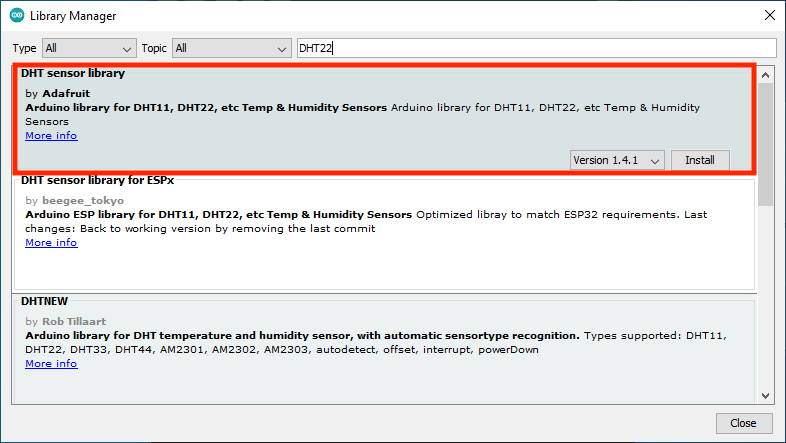 Library Manager
Type All Topic All DHT22
DHT sensor library
by Adafruit
Arduino library for DHT11, DHT22, etc Temp & Humidity Sensors Arduino library for DHT11, DHT22, etc Temp & Humidity
Sensors
More info
Version 1.4.1 Install
DHT sensor library for ESPx
by beegee_tokyo
Arduino ESP library for DHT11, DHT22, etc Temp & Humidity Sensors Optimized libray to match ESP32 requirements. Last
changes: Back to working version by removing the last commit
More info
DHTNEW
by Rob Tillaart
Arduino library for DHT temperature and humidity sensor, with automatic sensortype recognition. Types supported: DHT11,
DHT22, DHT33, DHT44, AM2301, AM2302, AM2303, autodetect, offset, interrupt, powerDown
More info
Close